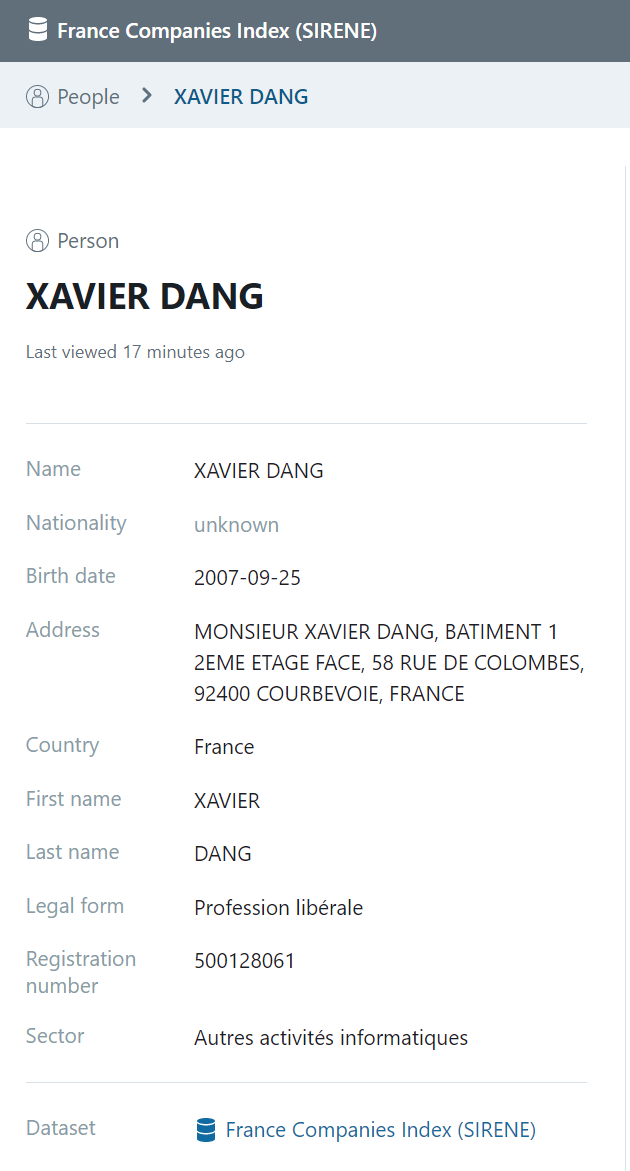 France Companies Index (SIRENE)
People > XAVIER DANG
Person
XAVIER DANG
Last viewed 17 minutes ago
Name XAVIER DANG
Nationality unknown
Birth date 2007-09-25
Address MONSIEUR XAVIER DANG, BATIMENT 1
2EME ETAGE FACE, 58 RUE DE COLOMBES,
92400 COURBEVOIE, FRANCE
Country France
First name XAVIER
Last name DANG
Legal form Profession libérale
Registration number 500128061
Sector Autres activités informatiques
Dataset France Companies Index (SIRENE)